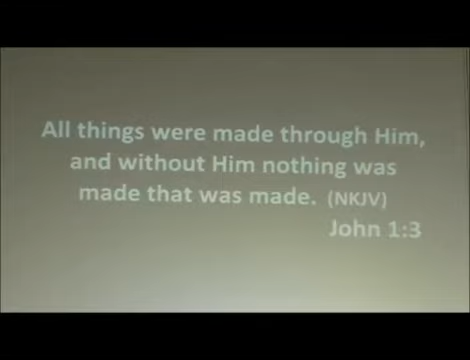 All things were made through Him,
and without Him nothing was
made that was made. (NKJV)
John 1:3